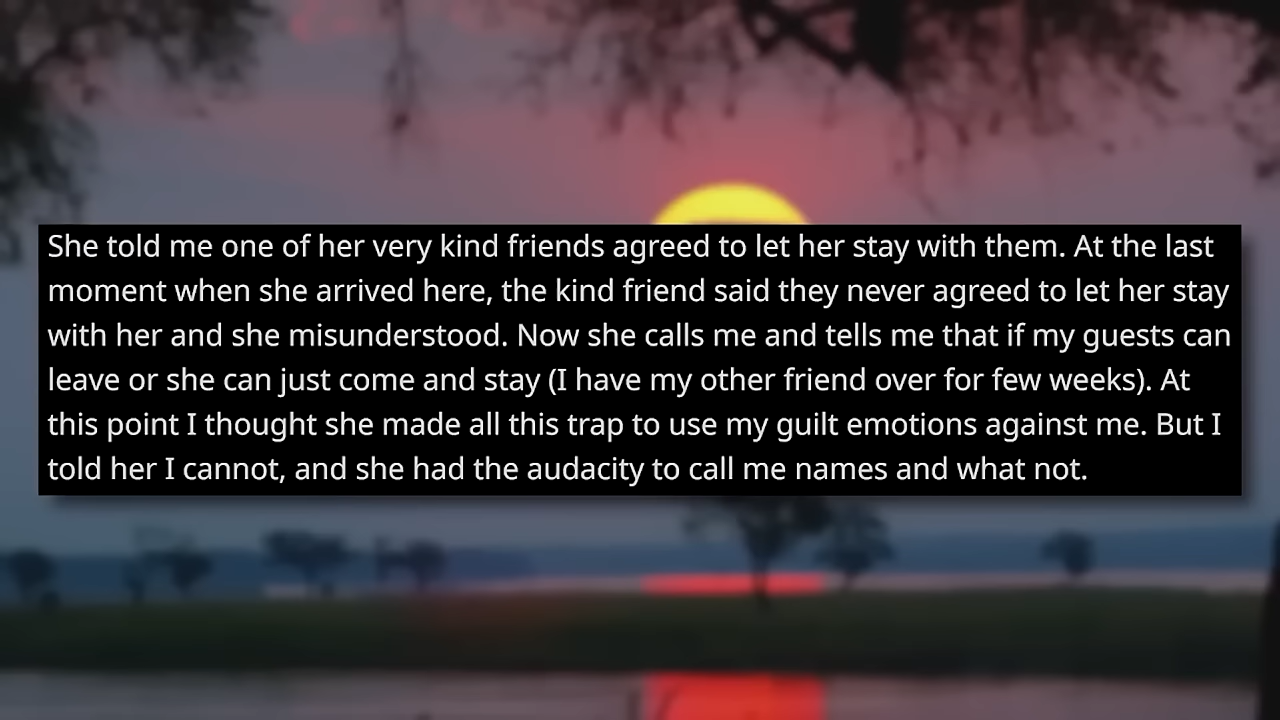 She told me one of her very kind friends agreed to let her stay with them. At the last
moment when she arrived here, the kind friend said they never agreed to let her stay
with her and she misunderstood. Now she calls me and tells me that if my guests can
leave or she can just come and stay (I have my other friend over for few weeks). At
this point I thought she made all this trap to use my guilt emotions against me. But I
told her I cannot, and she had the audacity to call me names and what not.